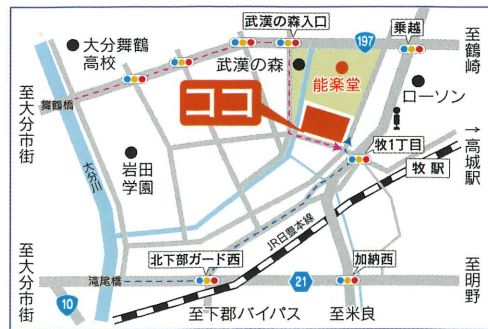 武漢の森入口
乗越
197
至鶴崎
大分舞鶴
高校
武漢の森
能楽堂
ローソン
ココ
至大分市街
舞鶴橋
牧1丁目
至高城駅
牧 駅
岩田
学園
大分川
JR日豊本線
北下部ガード西
加納西
滝尾橋
至大分市街
10
21
至明野
至下郡バイパス
至米良